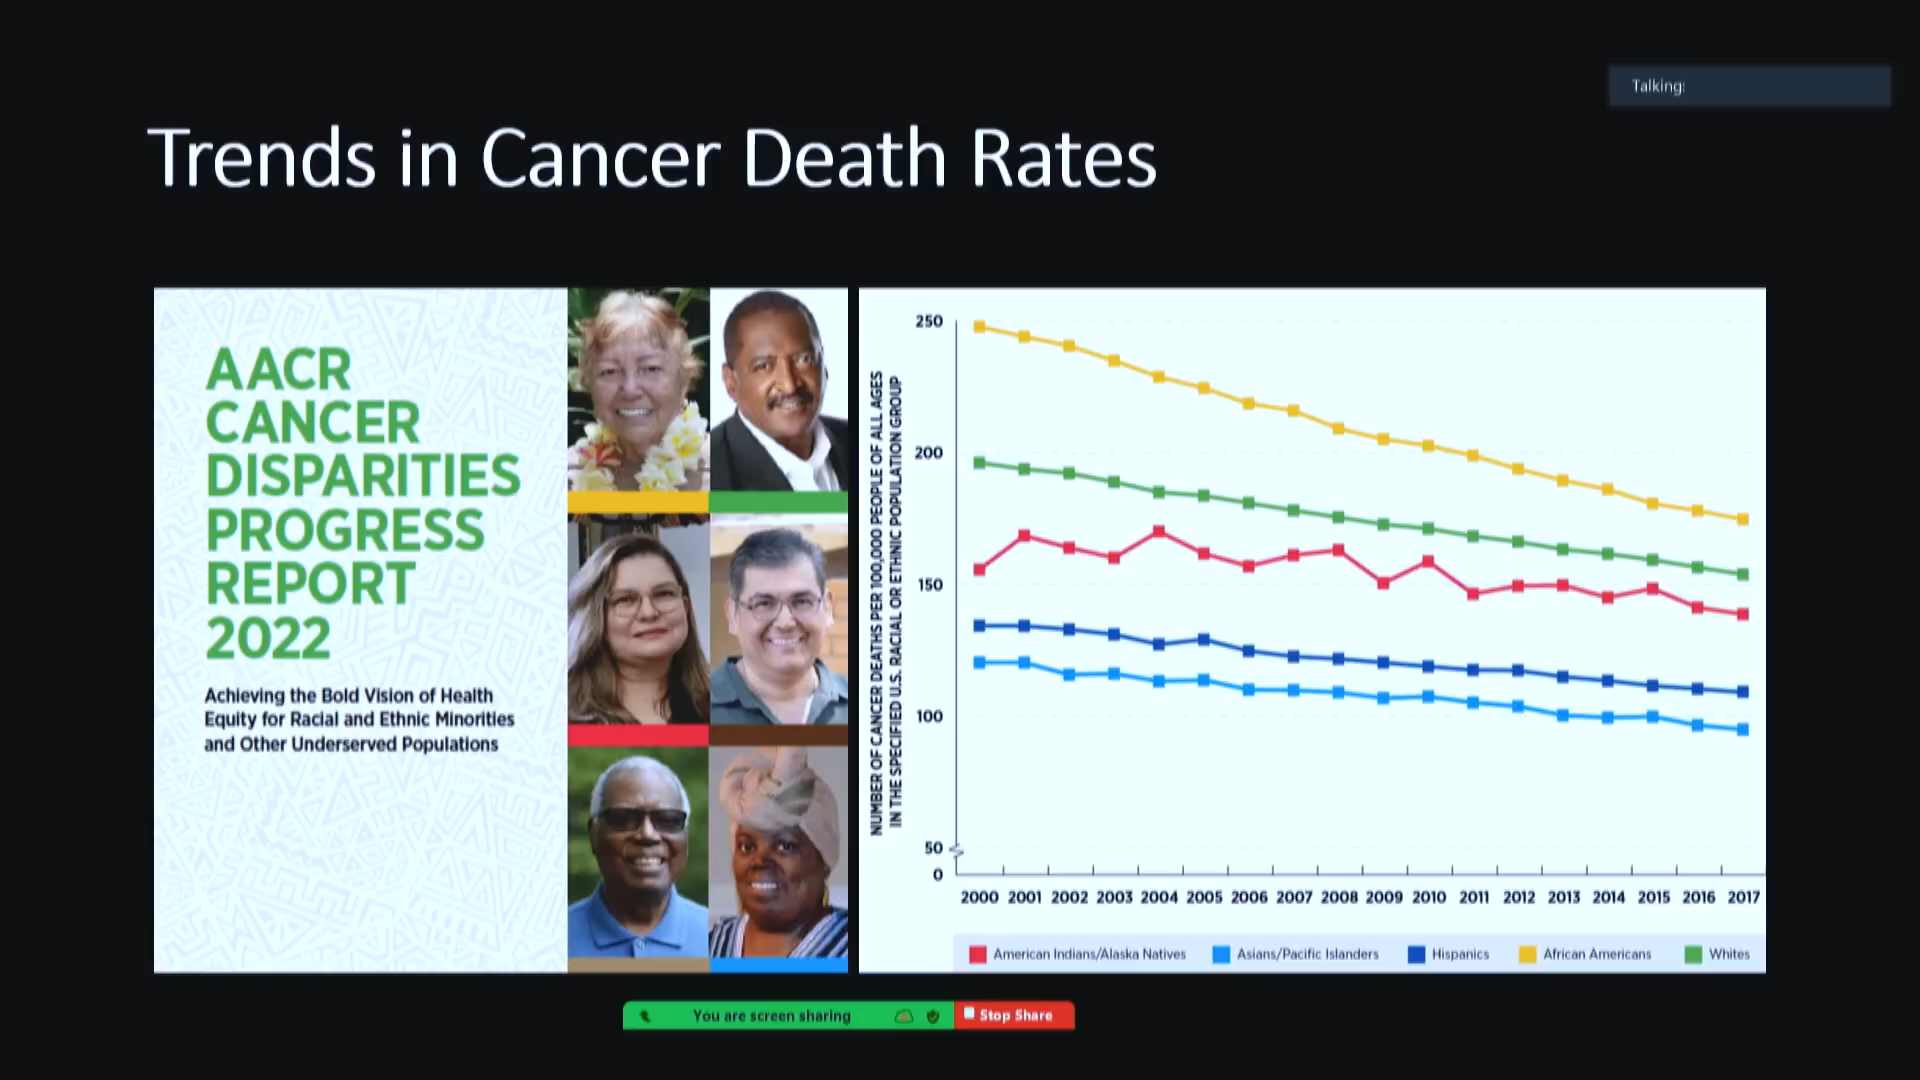 Talking:
Trends in Cancer Death Rates
AACR
CANCER
DISPARITIES
PROGRESS
REPORT
2022
Achieving the Bold Vision of Health
Equity for Racial and Ethnic Minorities
and Other Underserved Populations
NUMBER OF CANCER DEATHS PER 100,000 PEOPLE OF ALL AGES
IN THE SPECIFIED U.S. RACIAL OR ETHNIC POPULATION GROUP
250
200
150
100
50
0
2000 2001 2002 2003 2004 2005 2006 2007 2008 2009 2010 2011 2012 2013 2014 2015 2016 2017
American Indians/Alaska Natives Asians/Pacific Islanders Hispanics African Americans Whites
You are screen sharing Stop Share